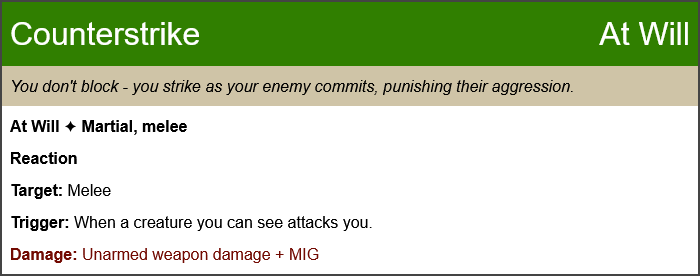 Counterstrike At Will
You don't block - you strike as your enemy commits, punishing their aggression.
At Will ✦ Martial, melee
Reaction
Target: Melee
Trigger: When a creature you can see attacks you.
Damage: Unarmed weapon damage + MIG